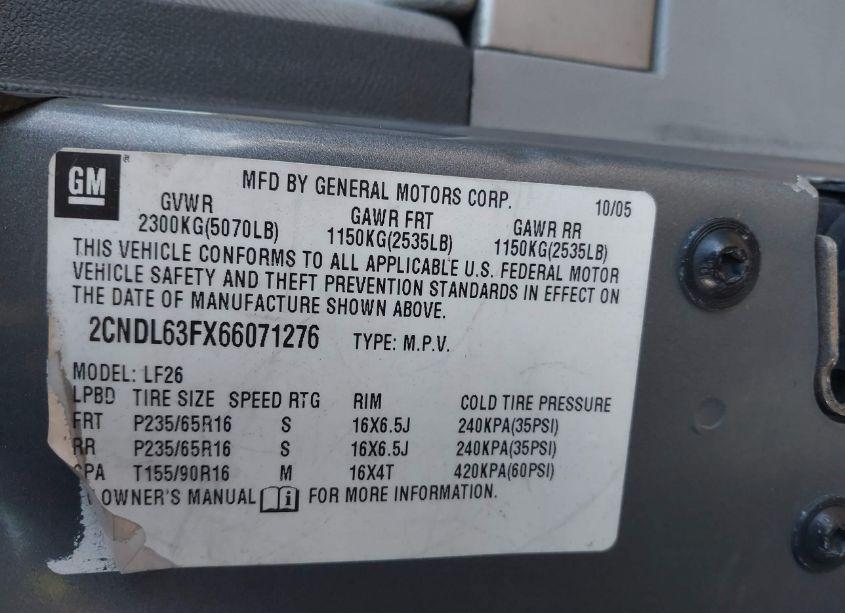 GM
MFD BY GENERAL MOTORS CORP. 10/05
GVWR GAWR FRT GAWR RR
2300KG(5070LB) 1150KG(2535LB) 1150KG(2535LB)
THIS VEHICLE CONFORMS TO ALL APPLICABLE U.S. FEDERAL MOTOR
VEHICLE SAFETY AND THEFT PREVENTION STANDARDS IN EFFECT ON
THE DATE OF MANUFACTURE SHOWN ABOVE.
2CNDL63FX66071276 TYPE: M.P.V.
MODEL: LF26
LPBD TIRE SIZE SPEED RTG RIM COLD TIRE PRESSURE
FRT P235/65R16 S 16X6.5J 240KPA(35PSI)
RR P235/65R16 S 16X6.5J 240KPA(35PSI)
SPA T155/90R16 M 16X4T 420KPA(60PSI)
OWNER'S MANUAL i FOR MORE INFORMATION.